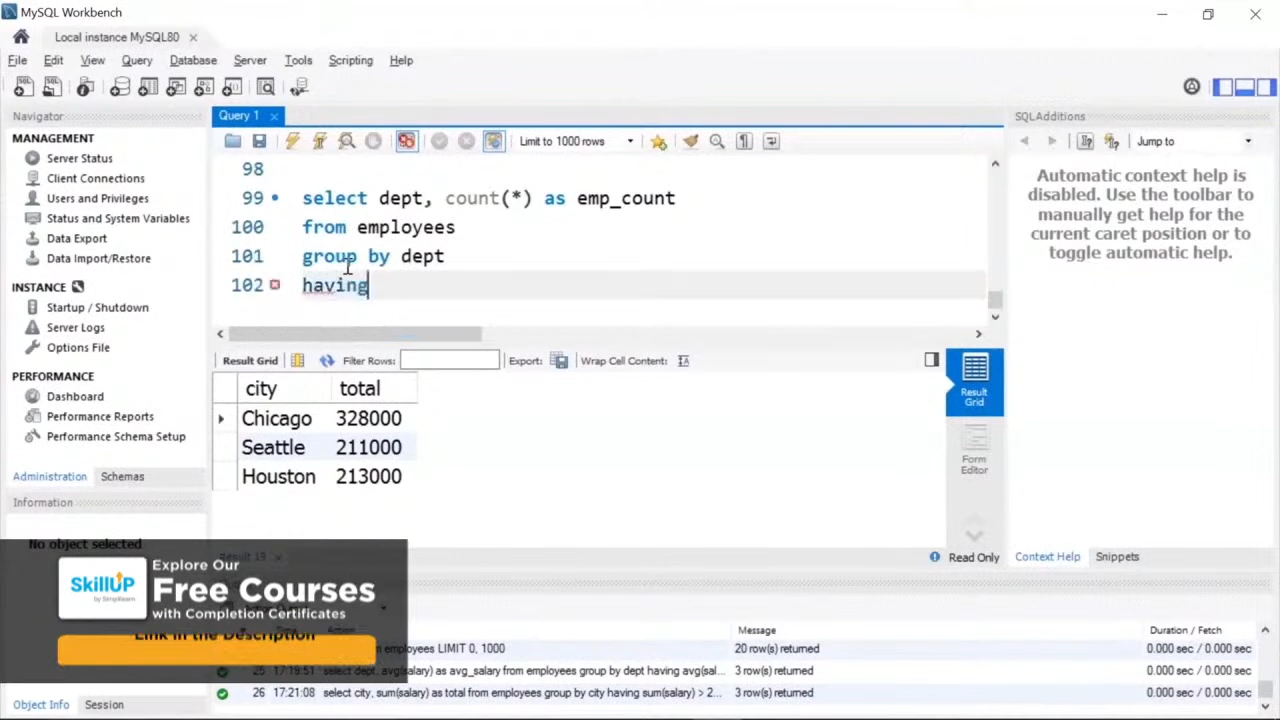 MySQL Workbench
Local instance MySQL80
File Edit View Query Database Server Tools Scripting Help
Navigator
MANAGEMENT
Server Status
Client Connections
Users and Privileges
Status and System Variables
Data Export
Data Import/Restore
INSTANCE
Startup / Shutdown
Server Logs
Options File
PERFORMANCE
Dashboard
Performance Reports
Performance Schema Setup
Administration Schemas
Information
No object selected
Object Info Session
Query 1
Limit to 1000 rows
98
99 select dept, count(*) as emp_count
100 from employees
101 group by dept
102 having
Result Grid Filter Rows: Export: Wrap Cell Content:
city total
Chicago 328000
Seattle 211000
Houston 213000
Result Grid
Form Editor
Read Only
SQLAdditions
Jump to
Automatic context help is
disabled. Use the toolbar to
manually get help for the
current caret position or to
toggle automatic help.
Context Help Snippets
Message Duration / Fetch
employees LIMIT 0, 1000 20 row(s) returned 0.000 sec / 0.000 sec
25 17:19:51 select dept, avg(salary) as avg_salary from employees group by dept having avg(sal... 3 row(s) returned 0.000 sec / 0.000 sec
26 17:21:08 select city, sum(salary) as total from employees group by city having sum(salary) > 2... 3 row(s) returned 0.000 sec / 0.000 sec
SkillUP
by Simplilearn
Explore Our
Free Courses
with Completion Certificates
Link in the Description